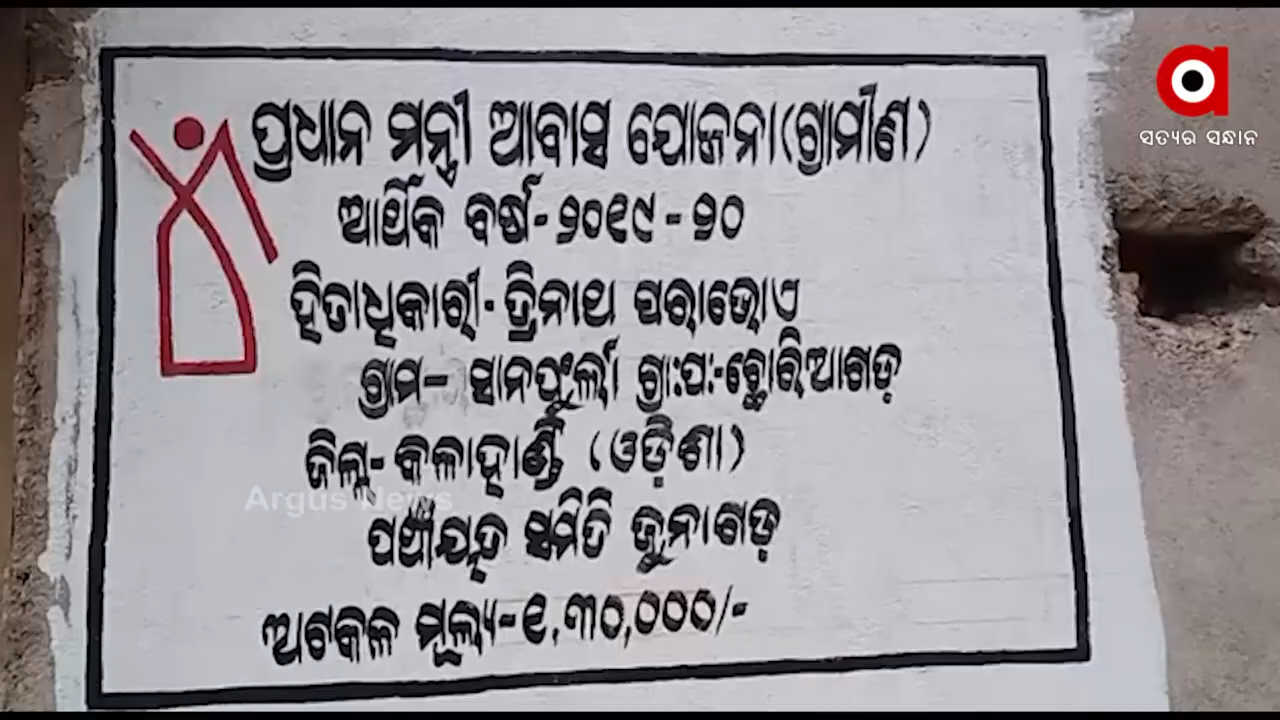 ପ୍ରଧାନ ମନ୍ତ୍ରୀ ଆବାସ ଯୋଜନା(ଗ୍ରାମୀଣ)
ଆର୍ଥିକ ବର୍ଷ-୨୦୧୯-୨୦
ହିତାଧିକାରୀ-ତ୍ରିନାଥ ପରାଭୋଏ
ଗ୍ରାମ- ସାନପୁର୍ଲା ଗ୍ରା:ପ:-ଚୋରିଆଗଡ଼
ଜିଲ୍ଲା-କଳାହାଣ୍ଡି (ଓଡ଼ିଶା)
ପଞ୍ଚାୟତ ସମିତି ଜୁନାଗଡ଼
ଅଟକଳ ମୂଲ୍ୟ-୧,୩୦,୦୦୦/-
ସତ୍ୟର ସନ୍ଧାନ
Argus News